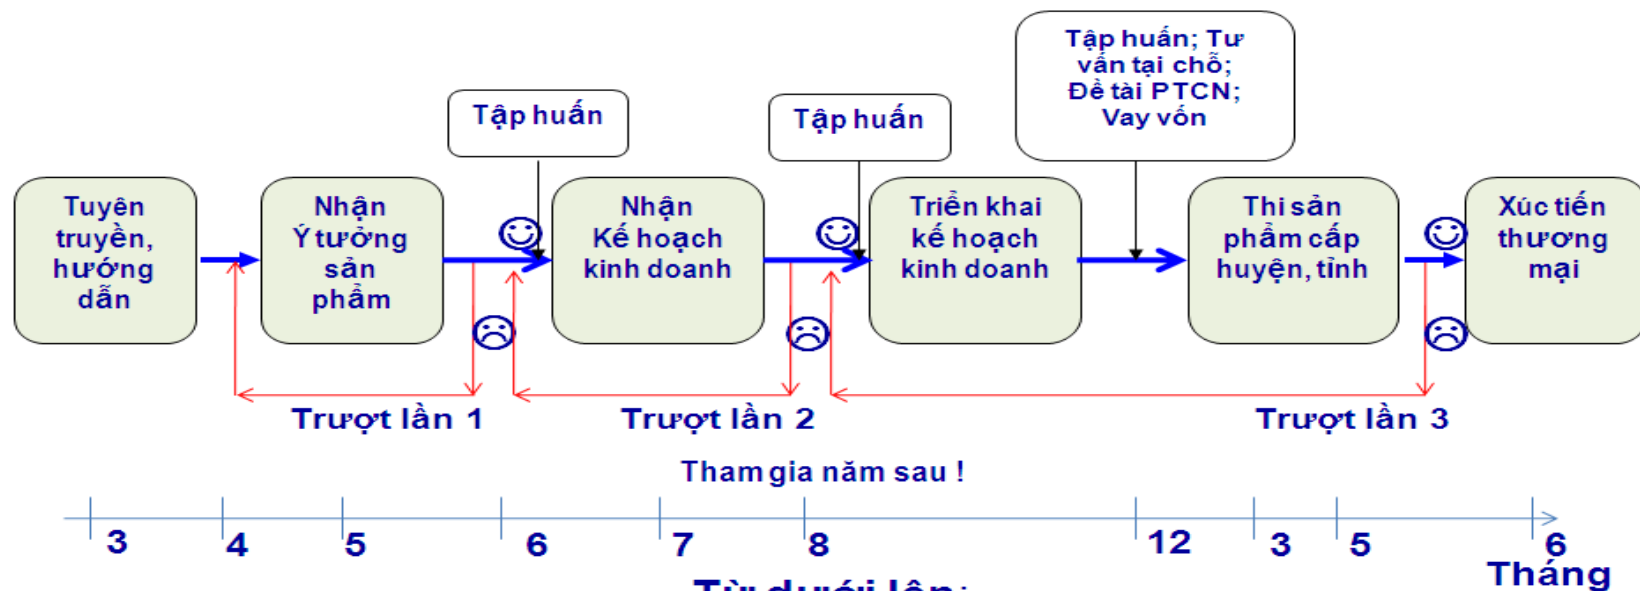 Tập huấn; Tư
vấn tại chỗ;
Đề tài PTCN;
Vay vốn
Tập huấn
Tập huấn
Tuyên
truyền,
hướng
dẫn
Nhận
Ý tưởng
sản
phẩm
Nhận
Kế hoạch
kinh doanh
Triển khai
kế hoạch
kinh doanh
Thi sản
phẩm cấp
huyện, tỉnh
Xúc tiến
thương
mại
Trượt lần 1
Trượt lần 2
Trượt lần 3
Tham gia năm sau !
3 4 5 6 7 8 12 3 5 6
Tháng
Từ dưới lên: